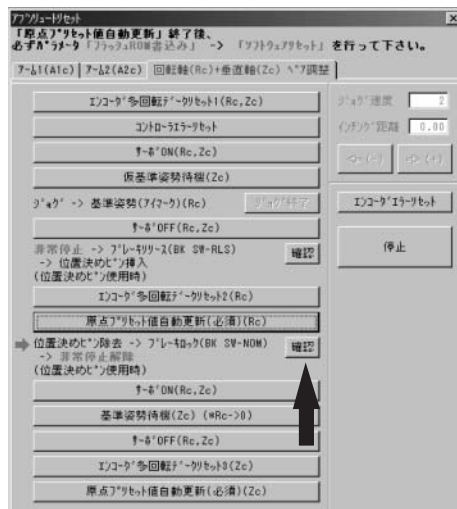 アブソリュートリセット
「原点プリセット値自動更新」終了後、
必ずパラメータ「フラッシュROM書込み」 -> 「ソフトウェアリセット」を行って下さい。
アーム1(A1c)
アーム2(A2c)
回転軸(Rc)+垂直軸(Zc) ペア調整
エンコーダ多回転データリセット1(Rc,Zc)
コントローラエラーリセット
サーボON(Rc,Zc)
仮基準姿勢待機(Zc)
ジョグ -> 基準姿勢(アイマーク)(Rc)
ジョグ終了
サーボOFF(Rc,Zc)
非常停止 -> ブレーキリリース(BK SW-RLS)
-> 位置決めピン挿入
(位置決めピン使用時)
確認
エンコーダ多回転データリセット2(Rc)
原点プリセット値自動更新(必須)(Rc)
位置決めピン除去 -> ブレーキロック(BK SW-NOM)
-> 非常停止解除
(位置決めピン使用時)
確認
サーボON(Rc,Zc)
基準姿勢待機(Zc) (※Rc->0)
サーボOFF(Rc,Zc)
エンコーダ多回転データリセット3(Zc)
原点プリセット値自動更新(必須)(Zc)
ジョグ速度 2
インチング距離 0.00
(-)
(+)
エンコーダエラーリセット
停止